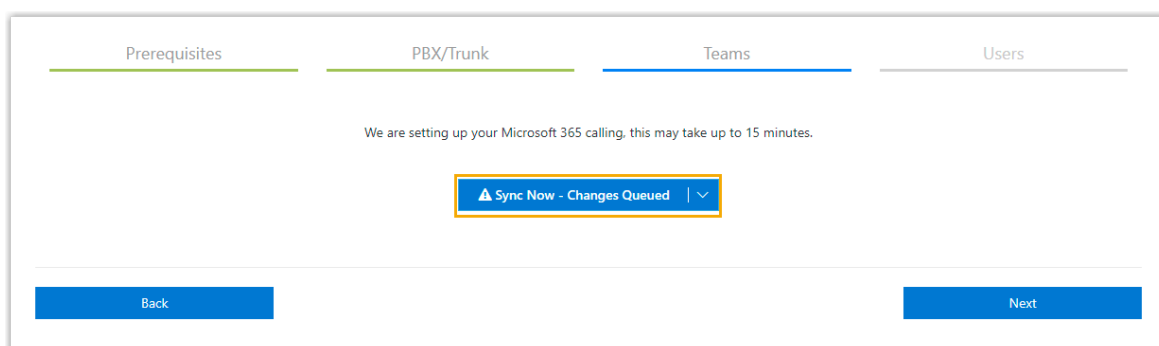 Prerequisites
PBX/Trunk
Teams
Users
We are setting up your Microsoft 365 calling, this may take up to 15 minutes.
Sync Now - Changes Queued
Back
Next